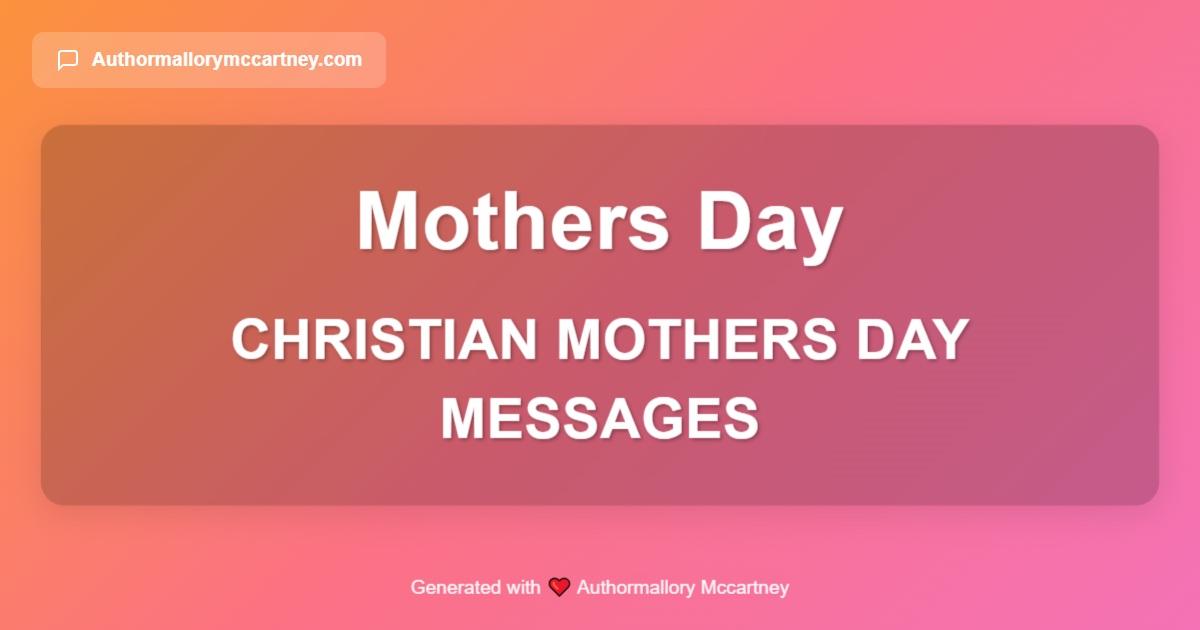 Authormallorymccartney.com
Mothers Day
CHRISTIAN MOTHERS DAY
MESSAGES
Generated with ❤️ Authormallory Mccartney